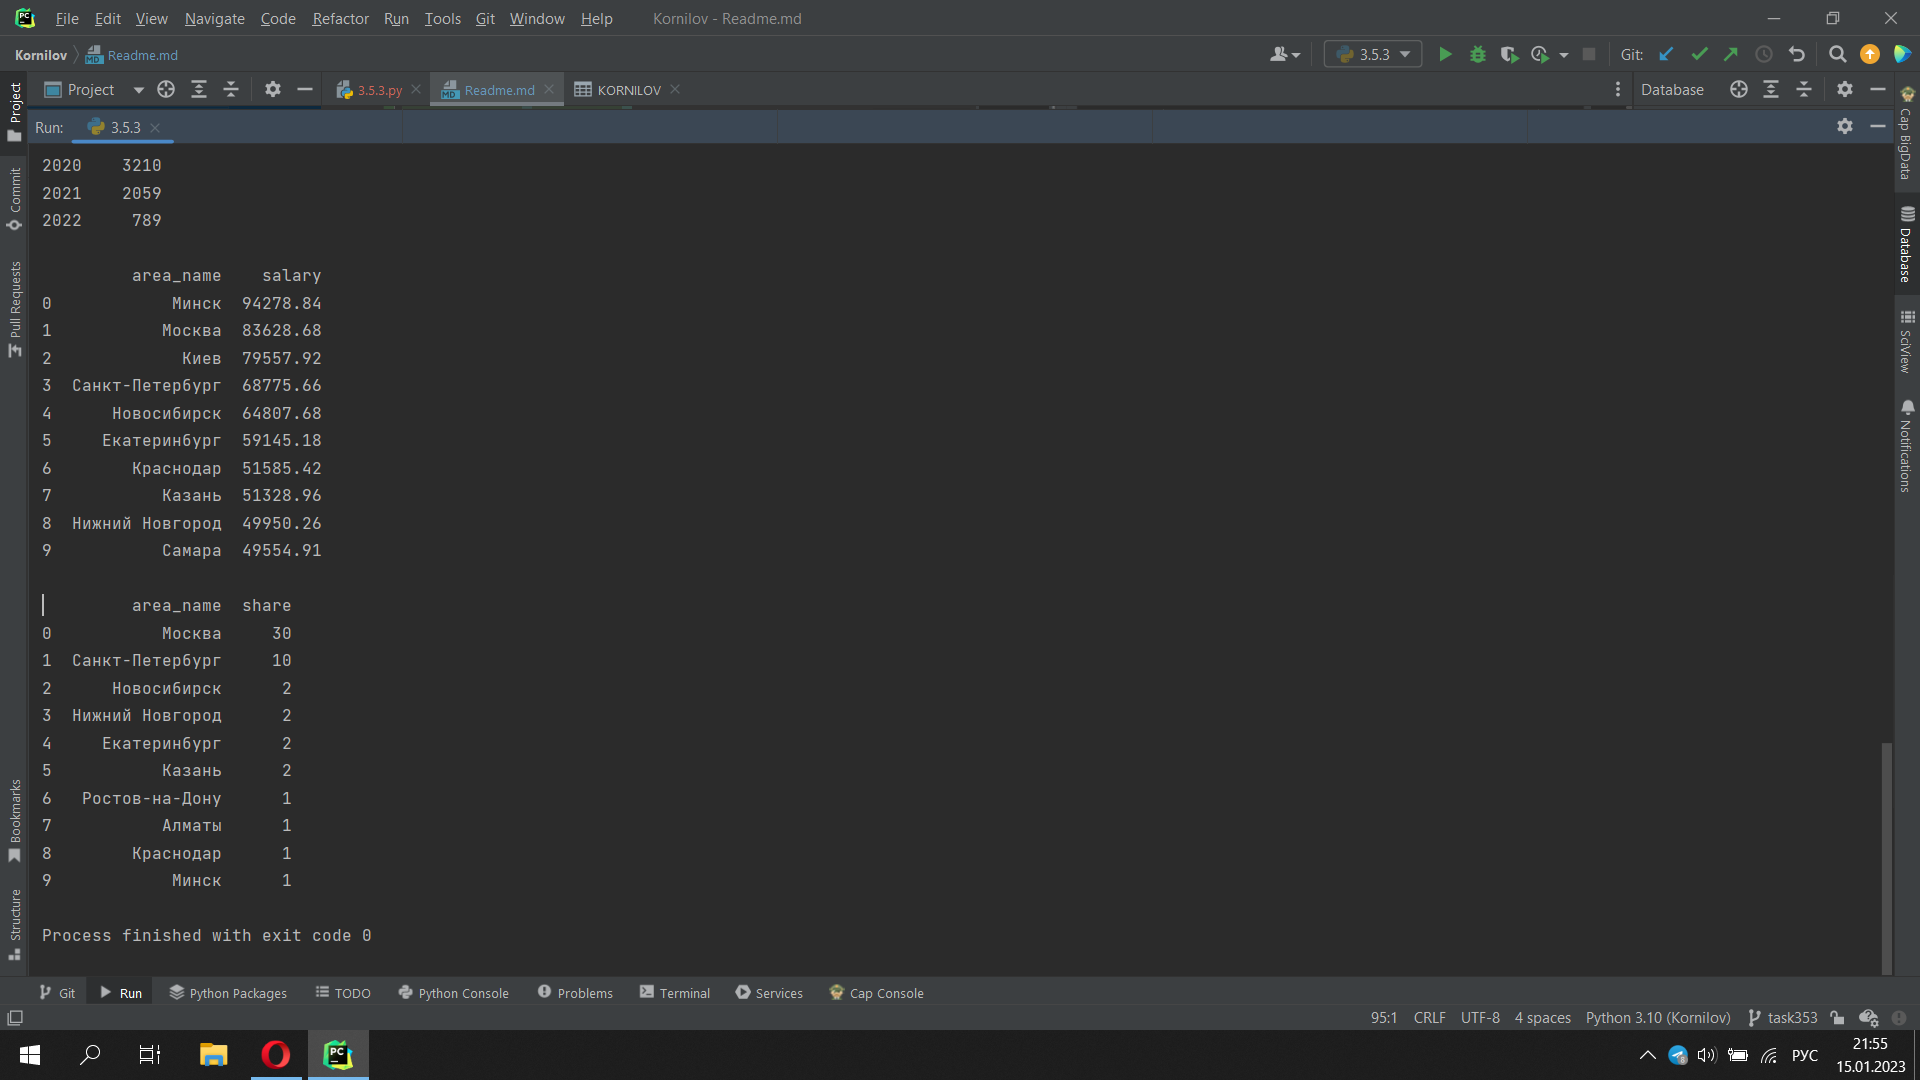 File Edit View Navigate Code Refactor Run Tools Git Window Help Kornilov - Readme.md
Kornilov Readme.md 3.5.3 Git:
Project 3.5.3.py Readme.md KORNILOV Database
Run: 3.5.3
2020 3210
2021 2059
2022 789
area_name salary
0 Минск 94278.84
1 Москва 83628.68
2 Киев 79557.92
3 Санкт-Петербург 68775.66
4 Новосибирск 64807.68
5 Екатеринбург 59145.18
6 Краснодар 51585.42
7 Казань 51328.96
8 Нижний Новгород 49950.26
9 Самара 49554.91
area_name share
0 Москва 30
1 Санкт-Петербург 10
2 Новосибирск 2
3 Нижний Новгород 2
4 Екатеринбург 2
5 Казань 2
6 Ростов-на-Дону 1
7 Алматы 1
8 Краснодар 1
9 Минск 1
Process finished with exit code 0
Project
Commit
Pull Requests
Bookmarks
Structure
Cap BigData
Database
SciView
Notifications
Git Run Python Packages TODO Python Console Problems Terminal Services Cap Console
95:1 CRLF UTF-8 4 spaces Python 3.10 (Kornilov) task353
РУС
21:55
15.01.2023